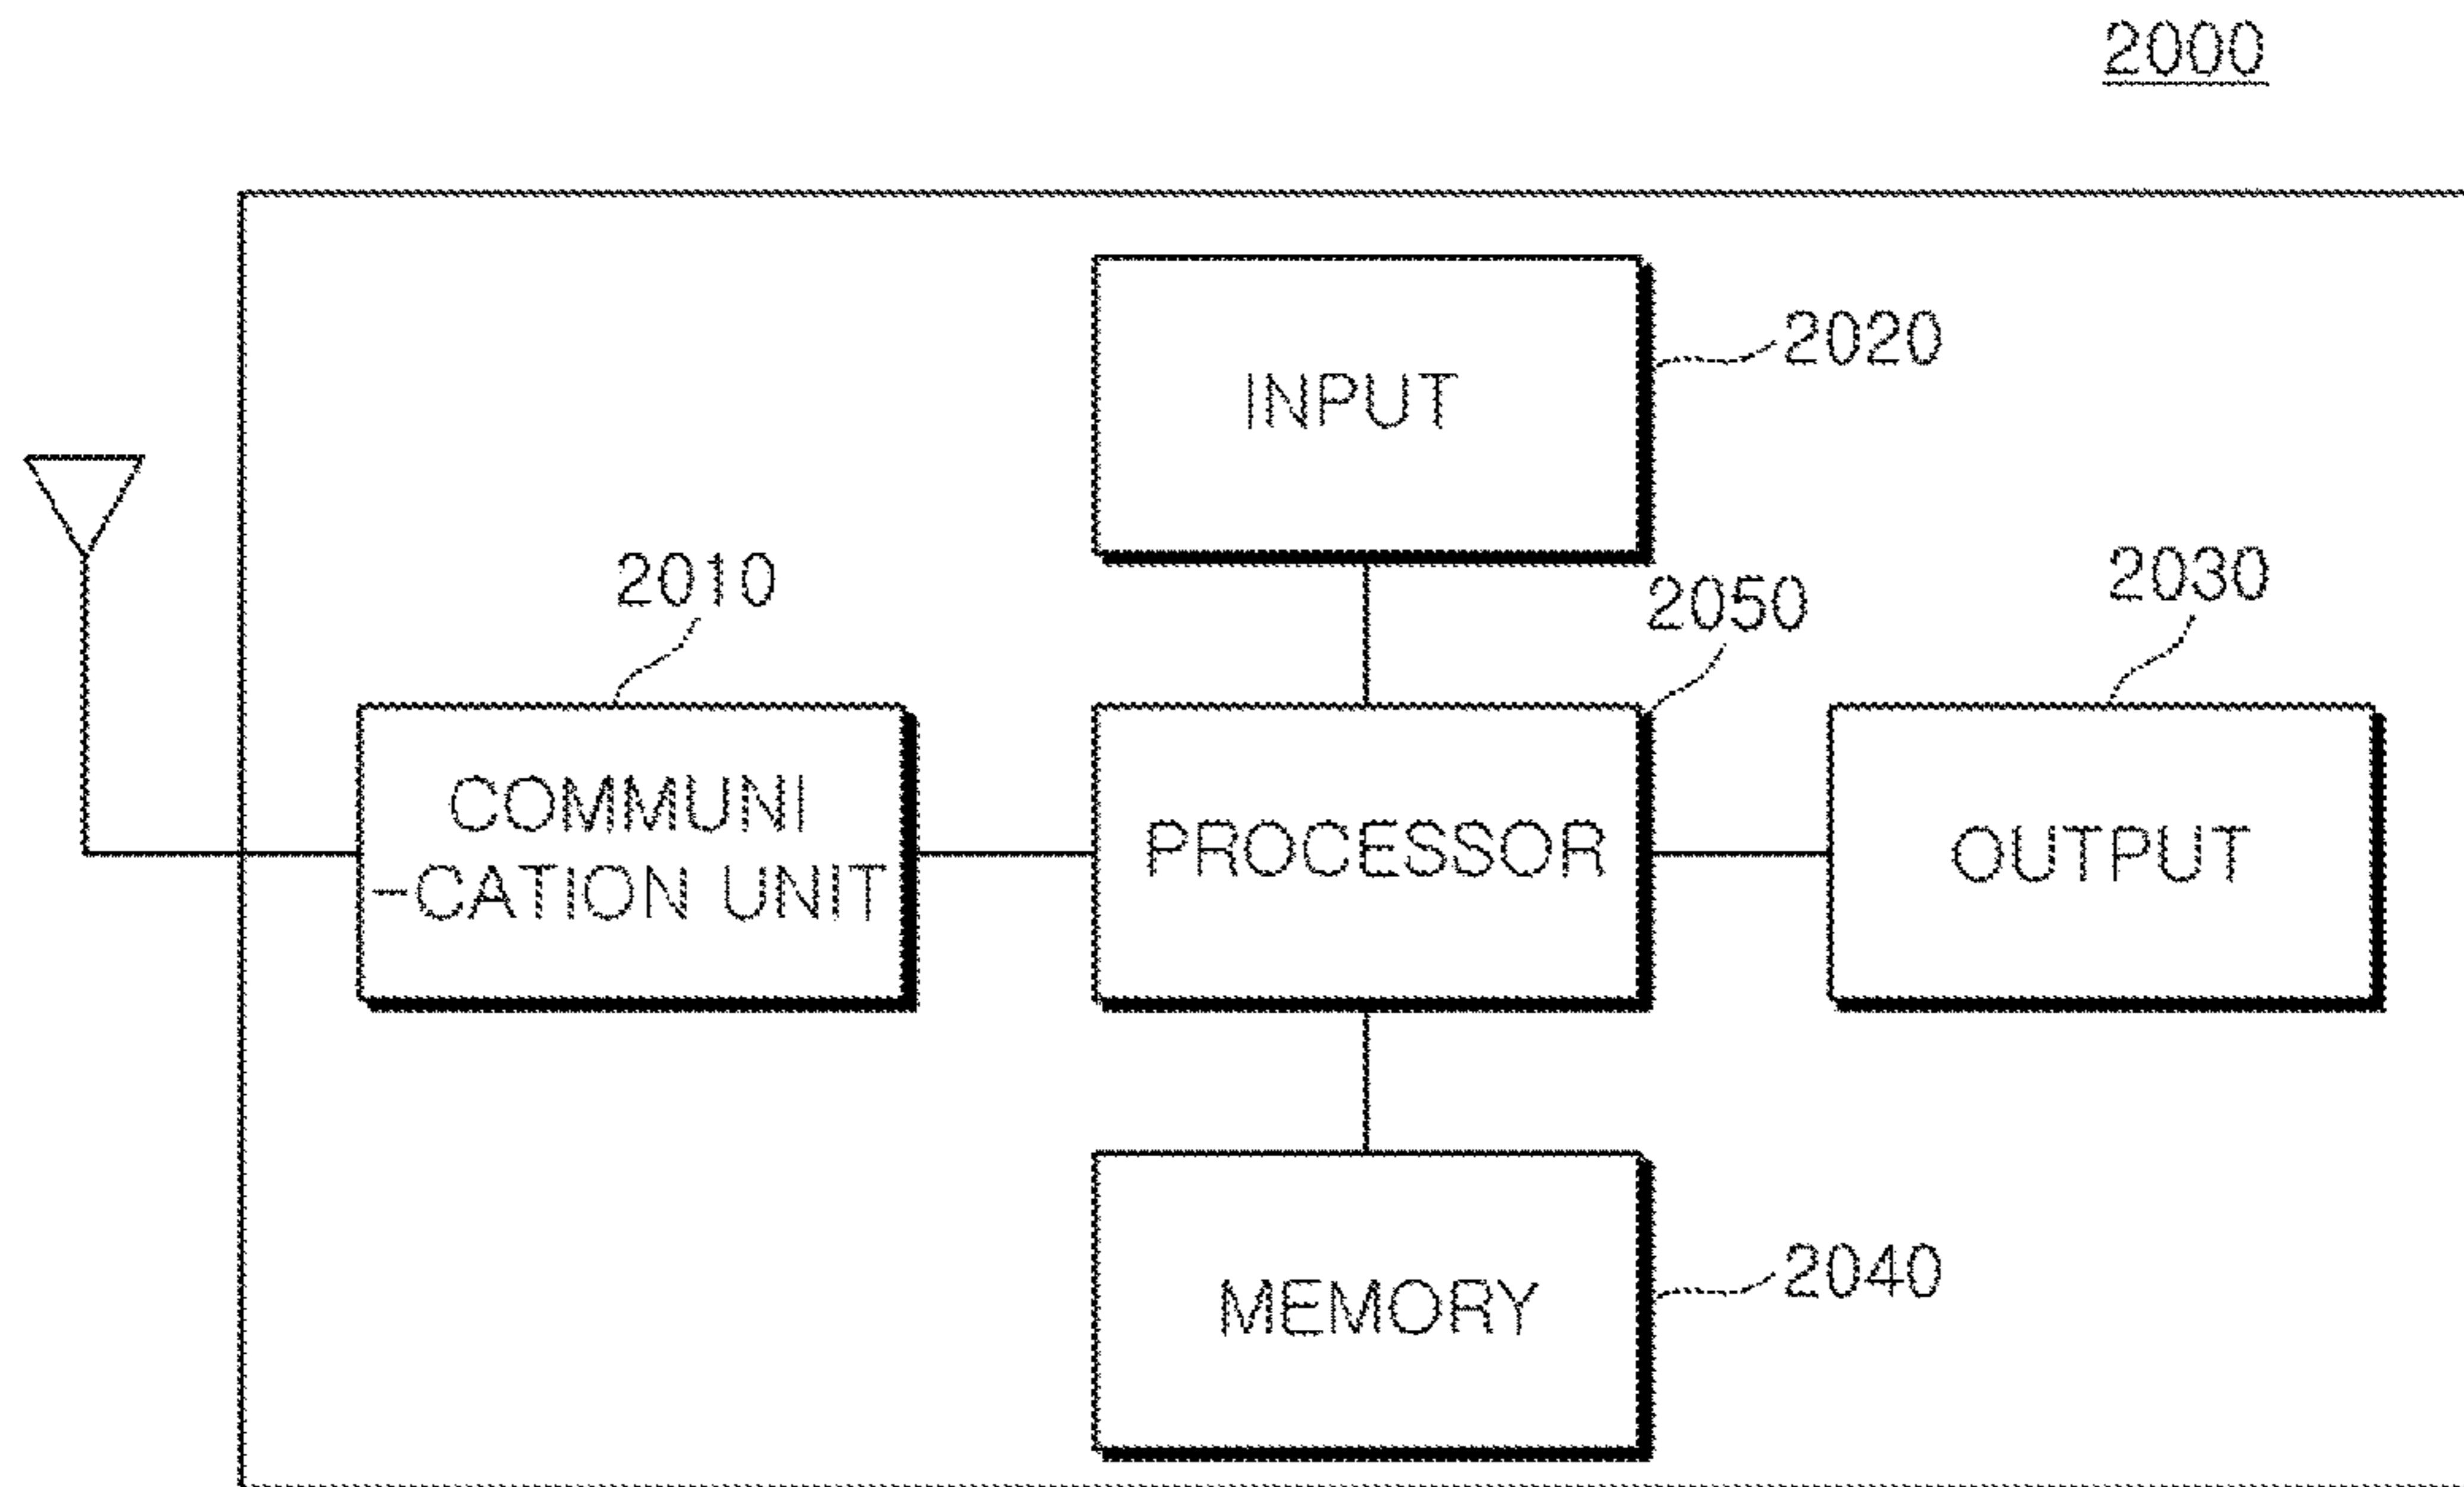 2000
INPUT
2020
2010
2050
2030
COMMUNI
-CATION UNIT
PROCESSOR
OUTPUT
MEMORY
2040